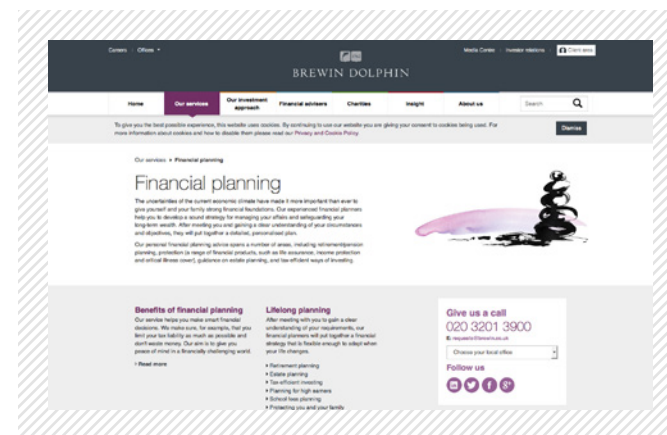 Careers Offices
Media Centre Investor relations Client area
BREWIN DOLPHIN
Home Our services Our investment approach Financial advisers Charities Insight About us Search
To give you the best possible experience, this website uses cookies. By continuing to use our website you are giving your consent to cookies being used. For
more information about cookies and how to disable them please read our Privacy and Cookie Policy.
Dismiss
Our services Financial planning
Financial planning
The uncertainties of the current economic climate have made it more important than ever to
give yourself and your family strong financial foundations. Our experienced financial planners
help you to develop a sound strategy for managing your affairs and safeguarding your
long-term wealth. After meeting you and gaining a clear understanding of your circumstances
and objectives, they will put together a detailed, personalised plan.
Our personal financial planning advice spans a number of areas, including retirement/pension
planning, protection (a range of financial products, such as life assurance, income protection
and critical illness cover), guidance on estate planning, and tax-efficient ways of investing
Benefits of financial planning
Our service helps you make smart financial
decisions. We make sure, for example, that you
limit your tax liability as much as possible and
don't waste money. Our aim is to give you
peace of mind in a financially challenging world.
Read more
Lifelong planning
After meeting with you to gain a clear
understanding of your requirements, our
financial planners will put together a financial
strategy that is flexible enough to adapt when
your life changes.
Retirement planning
Estate planning
Tax-efficient investing
Planning for high earners
School fees planning
Protecting you and your family
Give us a call
020 3201 3900
Choose your local office
Follow us